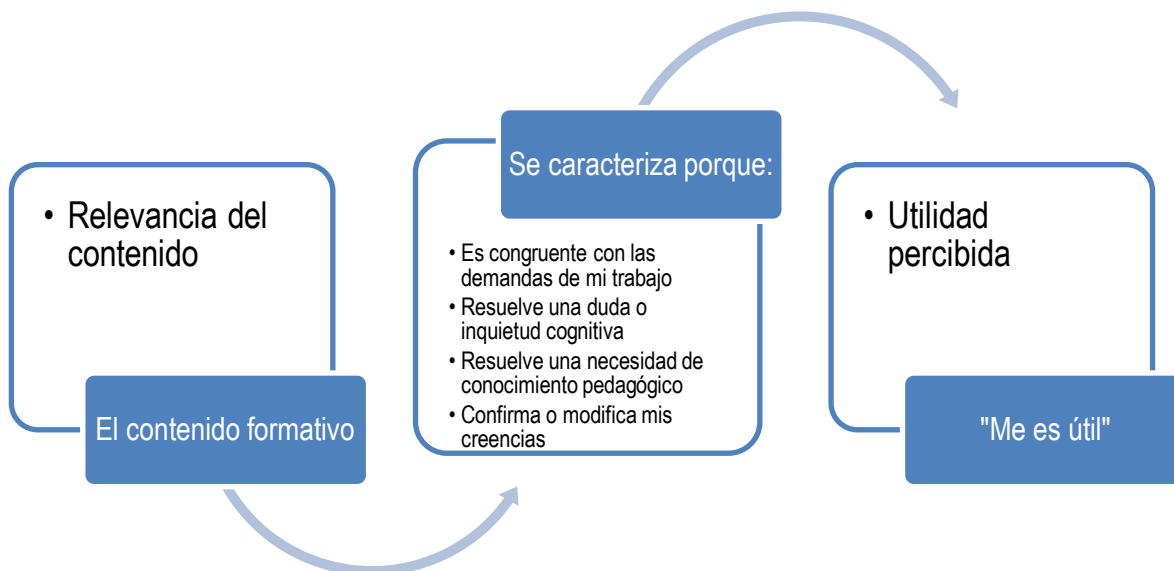 • Relevancia del
contenido
El contenido formativo
Se caracteriza porque:
• Es congruente con las
demandas de mi trabajo
• Resuelve una duda o
inquietud cognitiva
• Resuelve una necesidad de
conocimiento pedagógico
• Confirma o modifica mis
creencias
• Utilidad
percibida
"Me es útil"